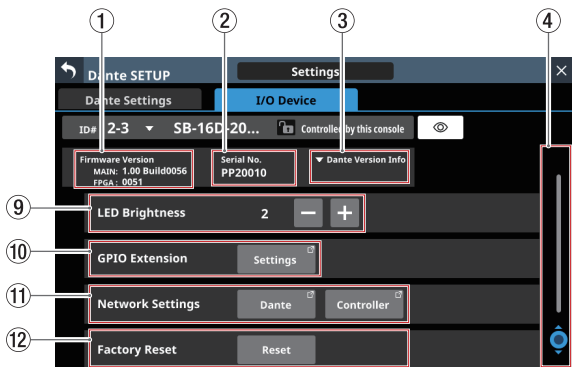 ① ② ③ ④
Dante SETUP Settings ×
Dante Settings I/O Device
ID# 2-3 ▼ SB-16D-20... Controlled by this console
Firmware Version
MAIN: 1.00 Build0056
FPGA : 0051
Serial No.
PP20010
▼ Dante Version Info
⑨ LED Brightness 2 − +
⑩ GPIO Extension Settings
⑪ Network Settings Dante Controller
⑫ Factory Reset Reset